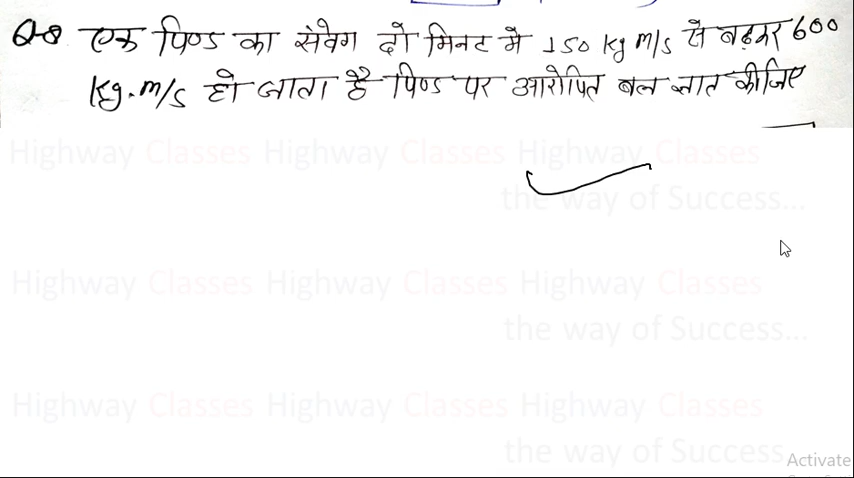 Q-8 एक पिण्ड का संवेग दो मिनट में 150 kg m/s से बढ़कर 600
kg.m/s हो जाता है पिण्ड पर आरोपित बल ज्ञात कीजिए
Highway Classes Highway Classes Highway Classes
the way of Success...
Highway Classes Highway Classes Highway Classes
the way of Success...
Highway Classes Highway Classes Highway Classes
the way of Success
Activate